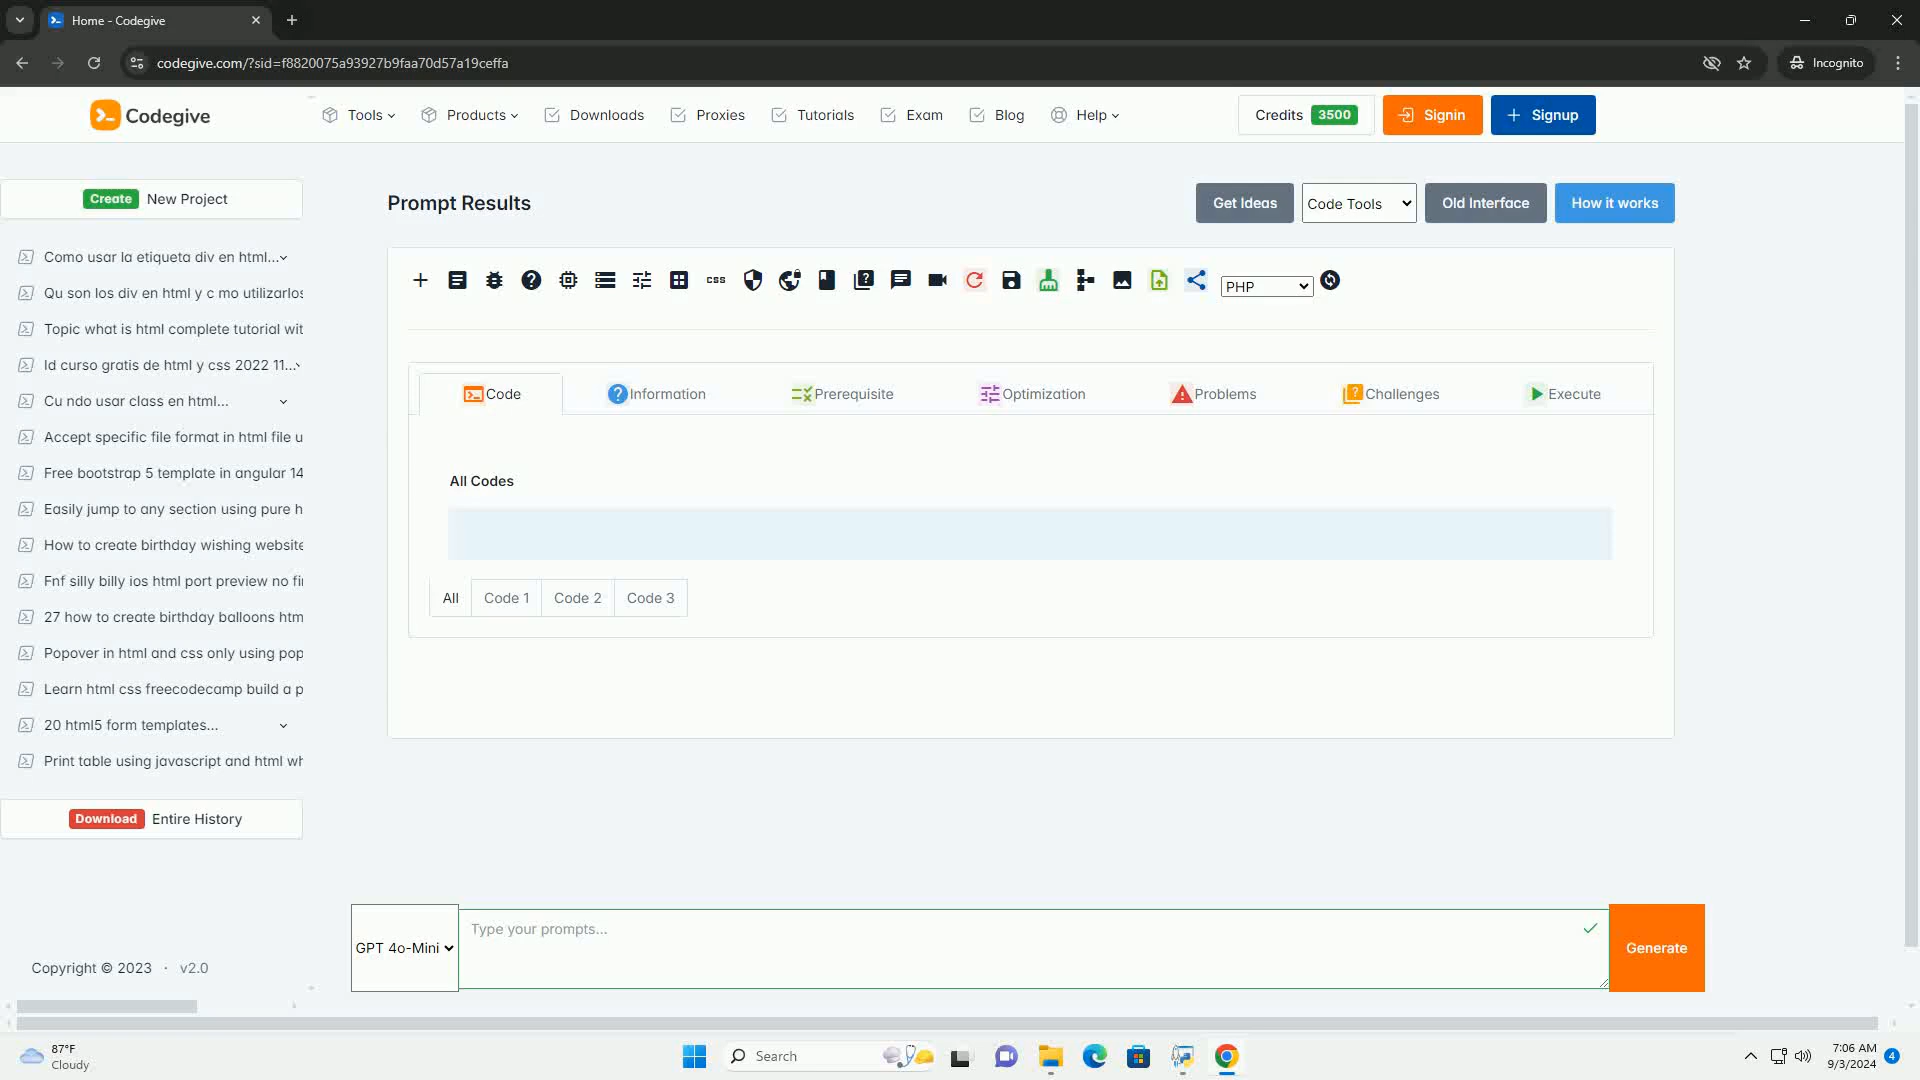 Home - Codegive
codegive.com/?sid=f8820075a93927b9faa70d57a19ceffa
Incognito
Codegive
Tools
Products
Downloads
Proxies
Tutorials
Exam
Blog
Help
Credits 3500
Signin
Signup
Create New Project
Prompt Results
Get Ideas
Code Tools
Old Interface
How it works
Como usar la etiqueta div en html...
Qu son los div en html y c mo utilizarlos
Topic what is html complete tutorial wit
Id curso gratis de html y css 2022 11...
Cu ndo usar class en html...
Accept specific file format in html file u
Free bootstrap 5 template in angular 14
Easily jump to any section using pure h
How to create birthday wishing website
Fnf silly billy ios html port preview no fi
27 how to create birthday balloons htm
Popover in html and css only using pop
Learn html css freecodecamp build a p
20 html5 form templates...
Print table using javascript and html wh
Download Entire History
Copyright © 2023 · v2.0
css
PHP
Code
Information
Prerequisite
Optimization
Problems
Challenges
Execute
All Codes
All
Code 1
Code 2
Code 3
GPT 4o-Mini
Type your prompts...
Generate
87°F
Cloudy
Search
7:06 AM
9/3/2024
4